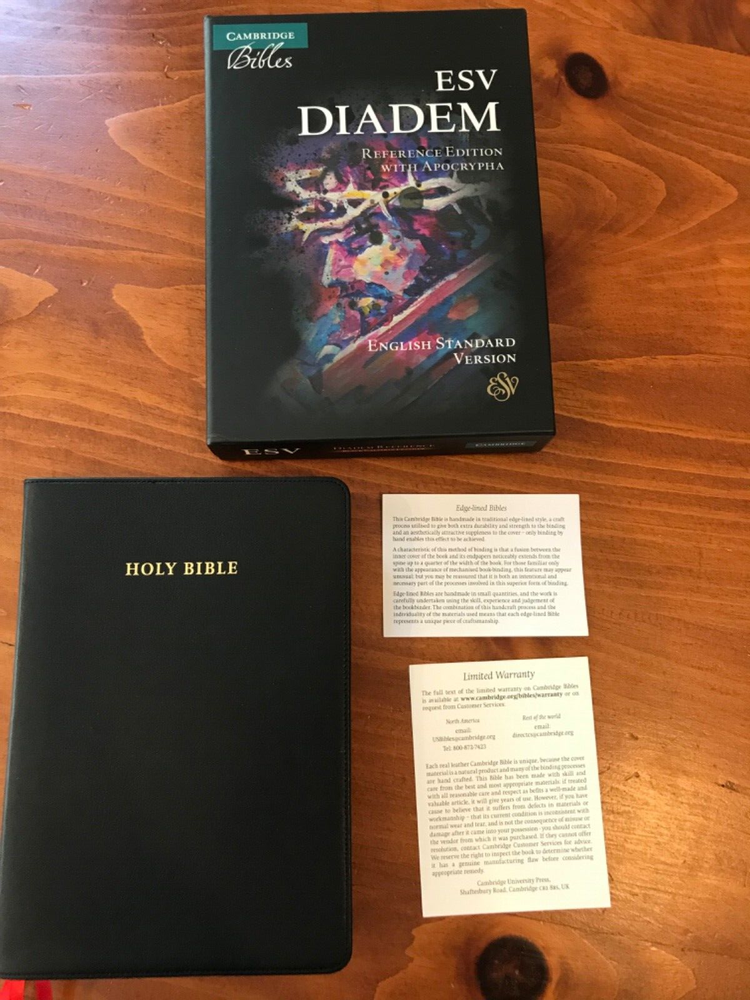 CAMBRIDGE
Bibles
ESV
DIADEM
REFERENCE EDITION
WITH APOCRYPHA
ENGLISH STANDARD
VERSION
ESV
ESV
DIADEM REFERENCE
CAMBRIDGE
HOLY BIBLE
Edge-lined Bibles
This Cambridge Bible is handmade in traditional edge-lined style, a craft
process utilised to give both extra durability and strength to the binding
and an aesthetically attractive supplement to the cover – only binding by
hand enables this effect to be achieved.
A characteristic of this method of binding is that a fusion between the
inner cover of the book and its endpapers noticeably extends from the
spine up to a quarter of the width of the book. For those familiar only
with the appearance of mechanised book-binding, this feature may appear
unusual, but you may be reassured that it is both an intentional and
necessary part of the processes involved in this superior form of binding.
Edge-lined Bibles are handmade in small quantities, and the work is
carefully undertaken using the skill, experience and judgement of
the bookbinder. The combination of this handcraft process and the
individuality of the materials used means that each edge-lined Bible
represents a unique piece of craftsmanship.
Limited Warranty
The full text of the limited warranty on Cambridge Bibles
is available at www.cambridge.org/bibles/warranty or on
request from Customer Services:
North America
email:
USBibles@cambridge.org
Tel: 800-872-7423
Rest of the world
email:
directcs@cambridge.org
Each real leather Cambridge Bible is unique, because the cover
material is a natural product and many of the binding processes
are hand crafted. This Bible has been made with skill and
care from the best and most appropriate materials: if treated
with all reasonable care and respect as befits a well-made and
valuable article, it will give years of use. However, if you have
cause to believe that it suffers from defects in materials or
workmanship – that its current condition is inconsistent with
normal wear and tear, and is not the consequence of misuse or
damage after it came into your possession – you should contact
the vendor from which it was purchased. If they cannot offer
resolution, contact Cambridge Customer Services for advice.
We reserve the right to inspect the book to determine whether
it has a genuine manufacturing flaw before considering
appropriate remedy.
Cambridge University Press,
Shaftesbury Road, Cambridge CB2 8BS, UK